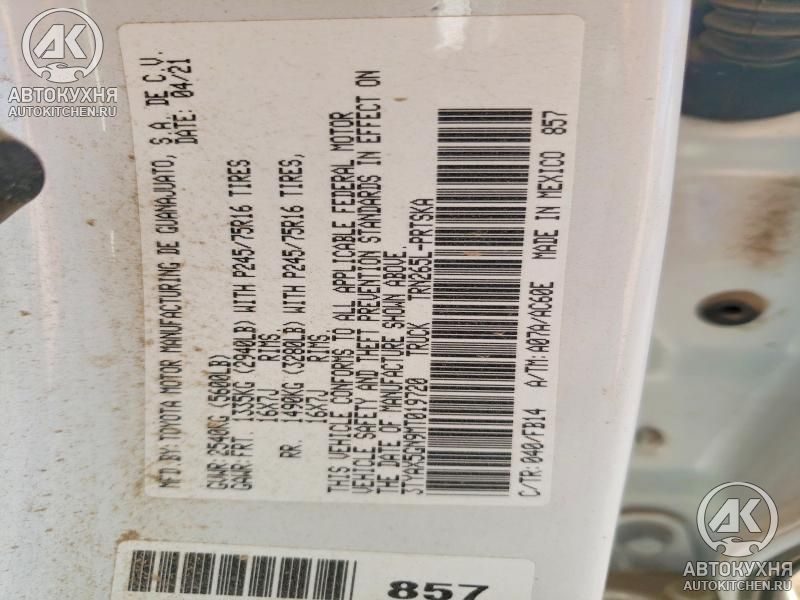 MFD.BY TOYOTA MOTOR MANUFACTURING DE GUANAJUATO, S.A. DE C.V.
DATE: 04/21
GVWR: 2540KG (5600LB)
GAWR:FRT 1335KG (2940LB) WITH P245/75R16 TIRES
16X7J RIMS,
RR. 1490KG (3280LB) WITH P245/75R16 TIRES,
16X7J RIMS
THIS VEHICLE CONFORMS TO ALL APPLICABLE FEDERAL MOTOR
VEHICLE SAFETY AND THEFT PREVENTION STANDARDS IN EFFECT ON
THE DATE OF MANUFACTURE SHOWN ABOVE.
3TYAX5GN9MT019720 TRUCK TRN265L-PRTSKA
C/TR: 040/FB14 A/TM: A07A/AC60E MADE IN MEXICO 857
857
АК
АВТОКУХНЯ
AUTOKITCHEN.RU
АК
АВТОКУХНЯ
AUTOKITCHEN.RU